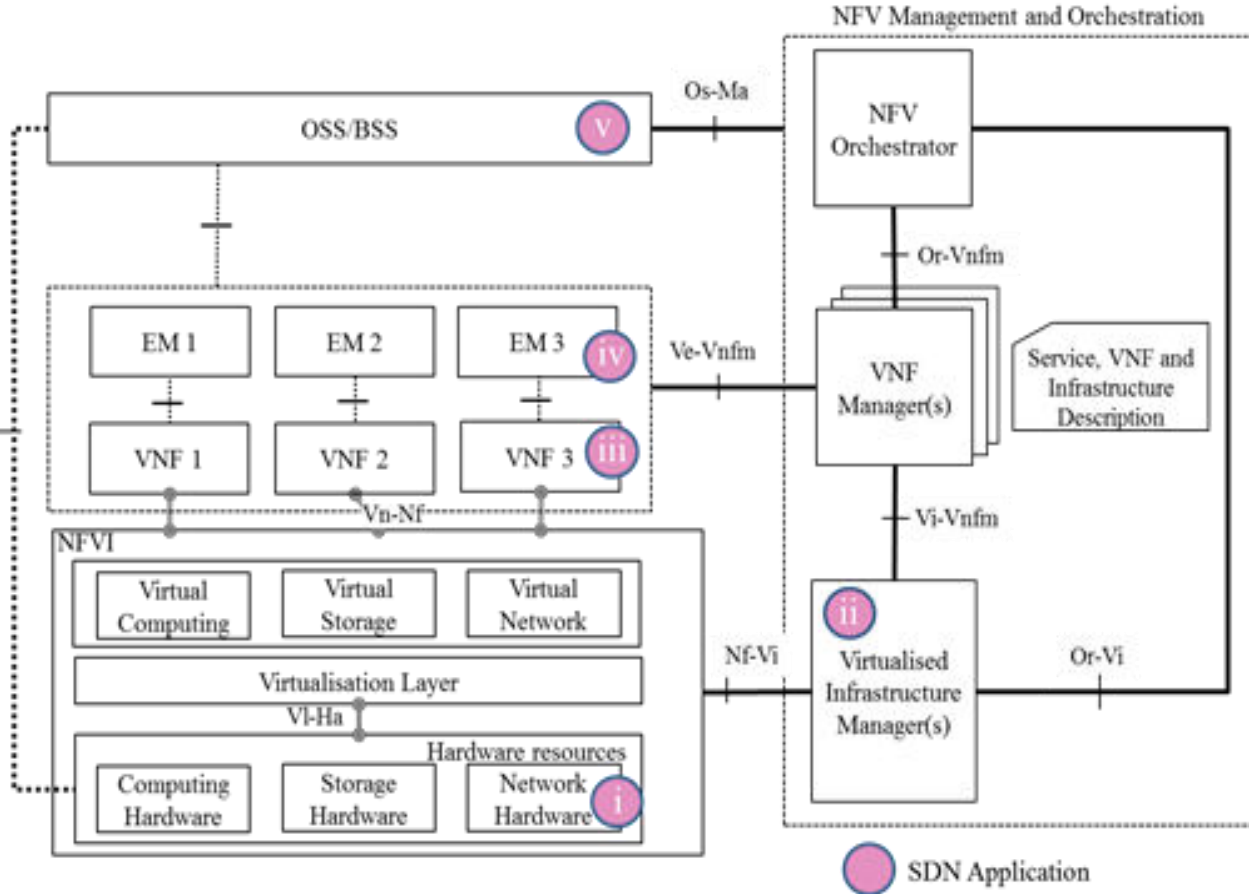 NFV Management and Orchestration
Os-Ma
OSS/BSS
v
NFV
Orchestrator
Or-Vnfm
EM 1
EM 2
EM 3
iv
Ve-Vnfm
VNF
Manager(s)
Service, VNF and
Infrastructure
Description
VNF 1
VNF 2
VNF 3
iii
Vn-Nf
Vi-Vnfm
NFVI
Virtual
Computing
Virtual
Storage
Virtual
Network
ii
Virtualised
Infrastructure
Manager(s)
Nf-Vi
Or-Vi
Virtualisation Layer
Vl-Ha
Hardware resources
Computing
Hardware
Storage
Hardware
Network
Hardware
i
SDN Application